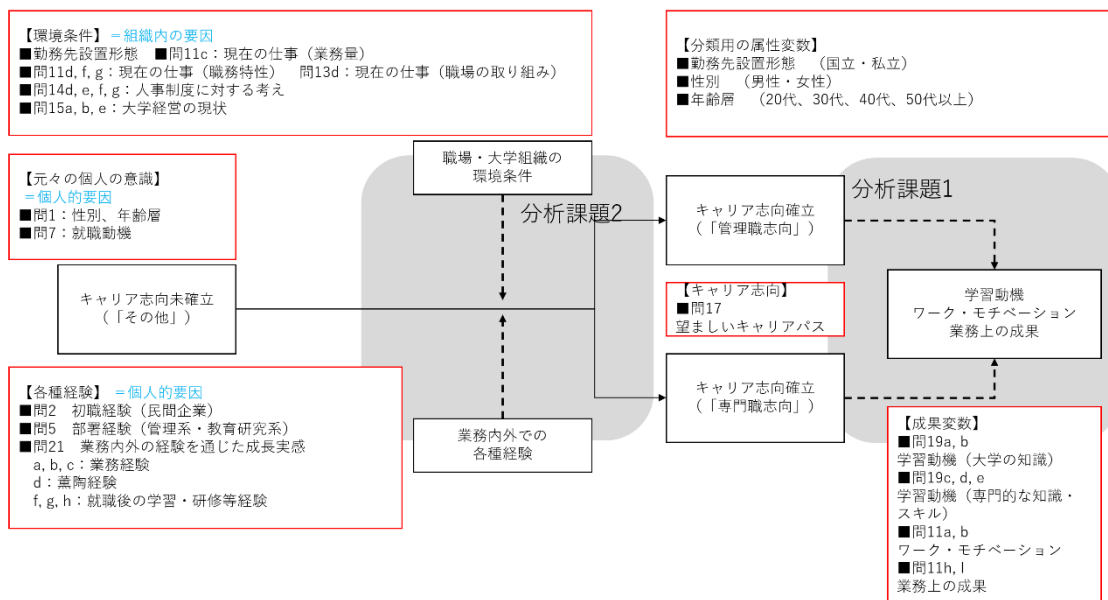 【環境条件】 ＝組織内の要因
■勤務先設置形態　■問11c：現在の仕事（業務量）
■問11d, f, g：現在の仕事（職務特性）　問13d：現在の仕事（職場の取り組み）
■問14d, e, f, g：人事制度に対する考え
■問15a, b, e：大学経営の現状
【分類用の属性変数】
■勤務先設置形態　（国立・私立）
■性別　（男性・女性）
■年齢層　（20代、30代、40代、50代以上）
【元々の個人の意識】
＝個人的要因
■問1：性別、年齢層
■問7：就職動機
職場・大学組織の
環境条件
分析課題2
キャリア志向確立
（「管理職志向」）
分析課題1
キャリア志向未確立
（「その他」）
【キャリア志向】
■問17
望ましいキャリアパス
学習動機
ワーク・モチベーション
業務上の成果
【各種経験】 ＝個人的要因
■問2　初職経験（民間企業）
■問5　部署経験（管理系・教育研究系）
■問21　業務内外の経験を通じた成長実感
a, b, c：業務経験
d：薫陶経験
f, g, h：就職後の学習・研修等経験
業務内外での
各種経験
キャリア志向確立
（「専門職志向」）
【成果変数】
■問19a, b
学習動機（大学の知識）
■問19c, d, e
学習動機（専門的な知識・
スキル）
■問11a, b
ワーク・モチベーション
■問11h, I
業務上の成果